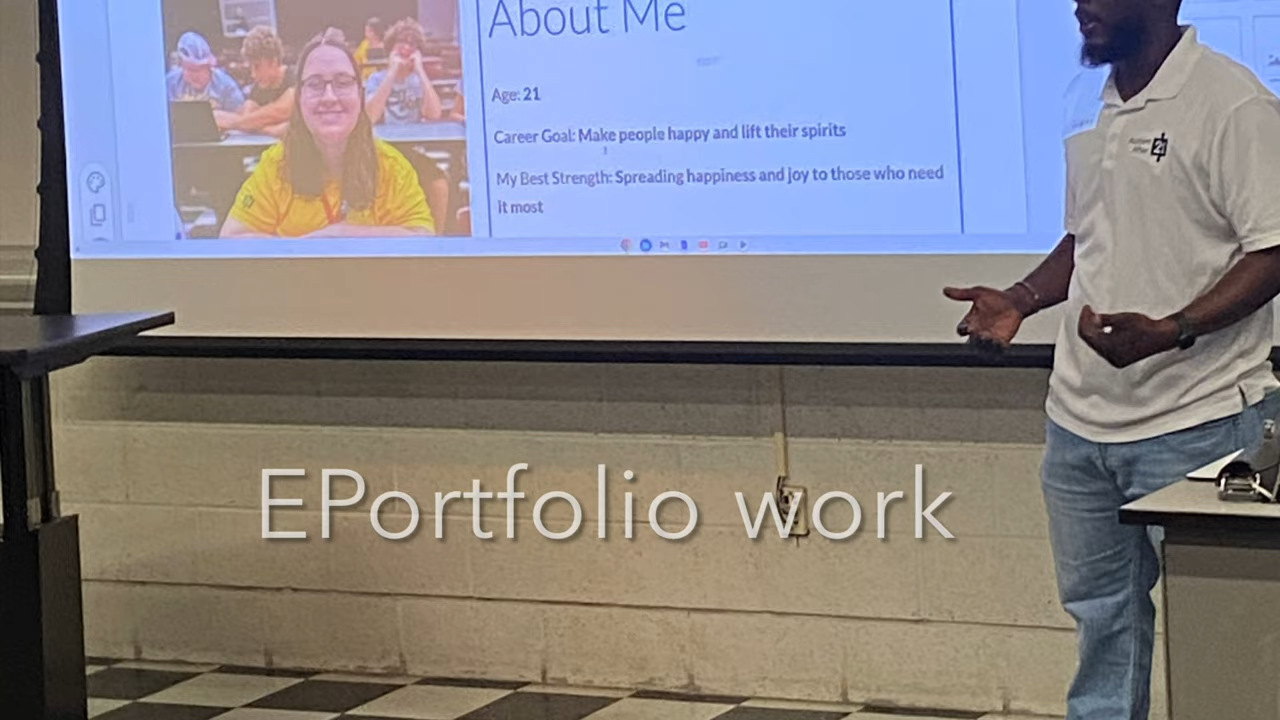 About Me
Age: 21
Career Goal: Make people happy and lift their spirits
My Best Strength: Spreading happiness and joy to those who need
it most
21
EPortfolio work